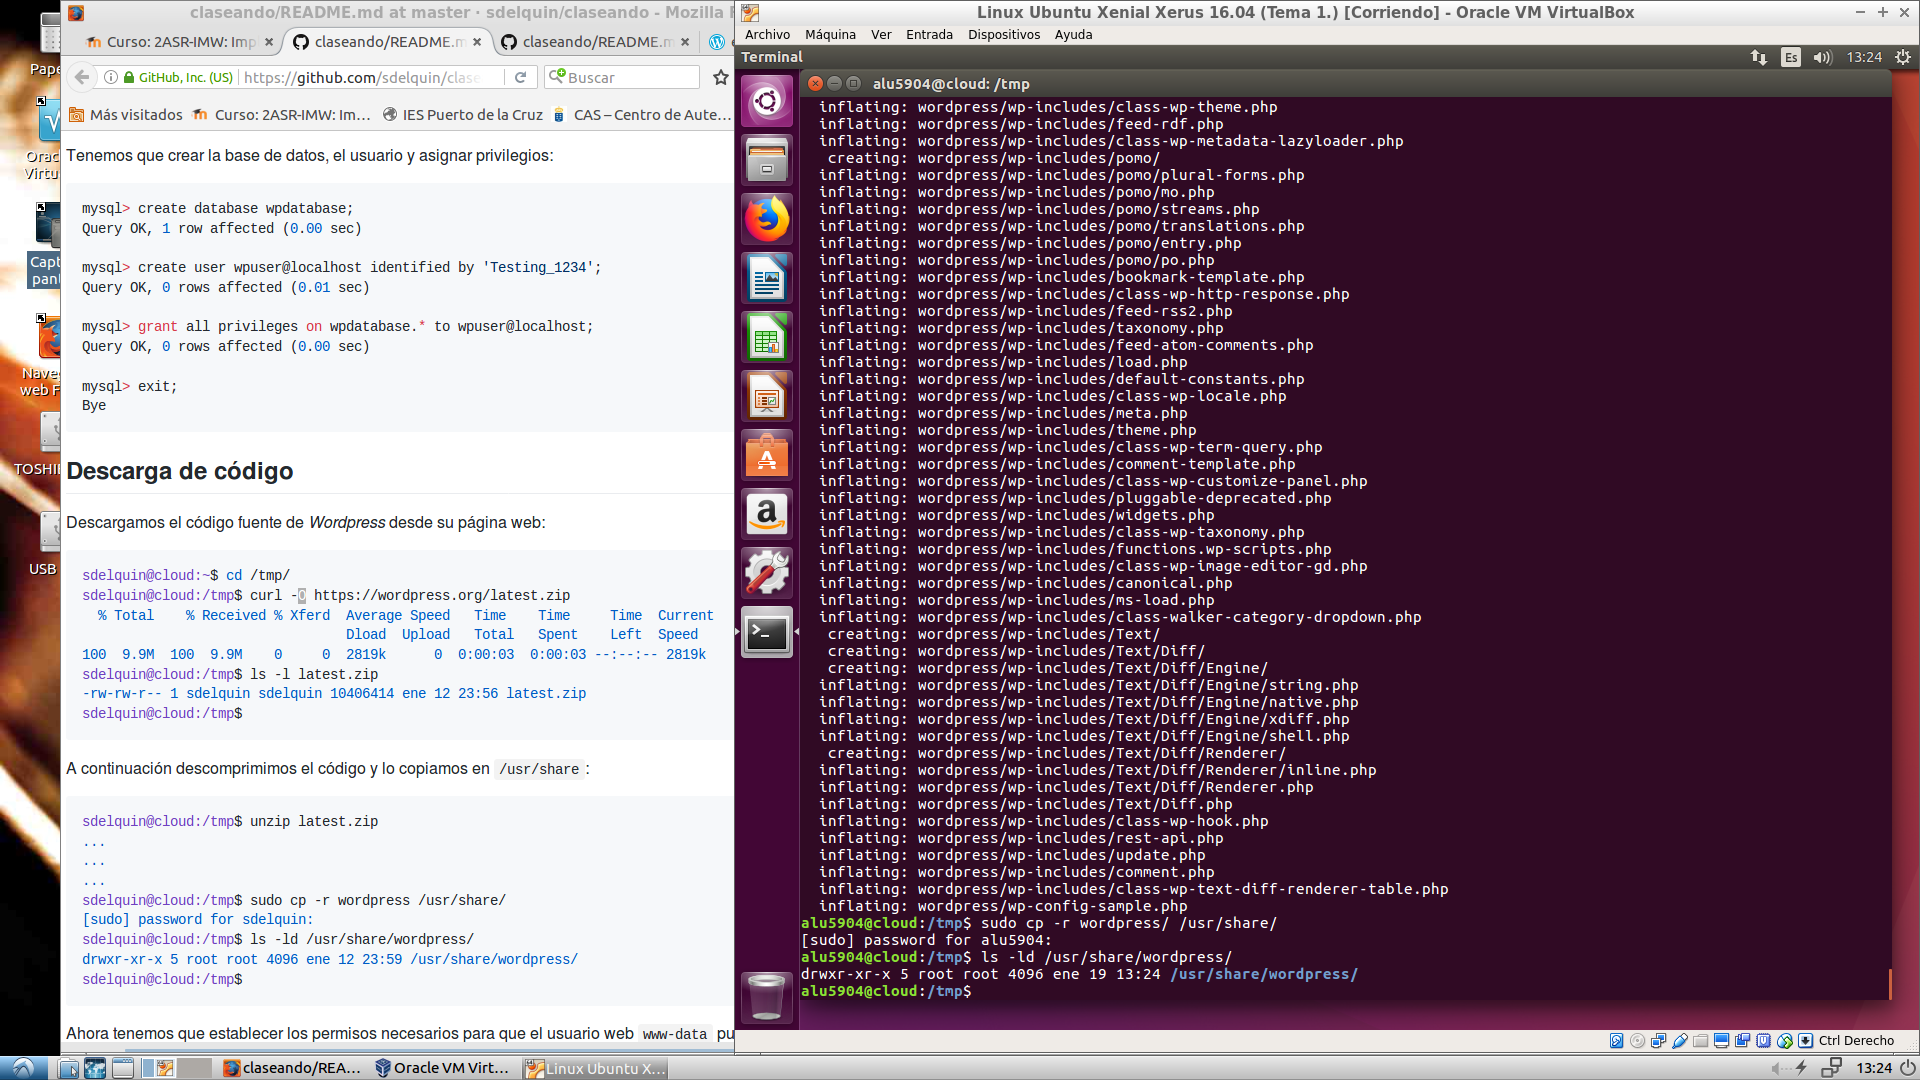 claseando/README.md at master · sdelquin/claseando - Mozilla F
Curso: 2ASR-IMW: Imp
claseando/README.m
claseando/README.m
GitHub, Inc. (US)
https://github.com/sdelquin/clase
Buscar
Más visitados
Curso: 2ASR-IMW: Im...
IES Puerto de la Cruz
CAS – Centro de Aute...
Tenemos que crear la base de datos, el usuario y asignar privilegios:
mysql> create database wpdatabase;
Query OK, 1 row affected (0.00 sec)
mysql> create user wpuser@localhost identified by 'Testing_1234';
Query OK, 0 rows affected (0.01 sec)
mysql> grant all privileges on wpdatabase.* to wpuser@localhost;
Query OK, 0 rows affected (0.00 sec)
mysql> exit;
Bye
Descarga de código
Descargamos el código fuente de Wordpress desde su página web:
sdelquin@cloud:~$ cd /tmp/
sdelquin@cloud:/tmp$ curl -O https://wordpress.org/latest.zip
% Total % Received % Xferd Average Speed Time Time Time Current
Dload Upload Total Spent Left Speed
100 9.9M 100 9.9M 0 0 2819k 0 0:00:03 0:00:03 --:--:-- 2819k
sdelquin@cloud:/tmp$ ls -l latest.zip
-rw-rw-r-- 1 sdelquin sdelquin 10406414 ene 12 23:56 latest.zip
sdelquin@cloud:/tmp$
A continuación descomprimimos el código y lo copiamos en /usr/share :
sdelquin@cloud:/tmp$ unzip latest.zip
...
...
...
sdelquin@cloud:/tmp$ sudo cp -r wordpress /usr/share/
[sudo] password for sdelquin:
sdelquin@cloud:/tmp$ ls -ld /usr/share/wordpress/
drwxr-xr-x 5 root root 4096 ene 12 23:59 /usr/share/wordpress/
sdelquin@cloud:/tmp$
Ahora tenemos que establecer los permisos necesarios para que el usuario web www-data pu
Pape
Orac
Virtu
Capt
pant
Nave
web F
TOSHI
USB
Linux Ubuntu Xenial Xerus 16.04 (Tema 1.) [Corriendo] - Oracle VM VirtualBox
Archivo Máquina Ver Entrada Dispositivos Ayuda
Terminal
Es
13:24
alu5904@cloud: /tmp
inflating: wordpress/wp-includes/class-wp-theme.php
inflating: wordpress/wp-includes/feed-rdf.php
inflating: wordpress/wp-includes/class-wp-metadata-lazyloader.php
creating: wordpress/wp-includes/pomo/
inflating: wordpress/wp-includes/pomo/plural-forms.php
inflating: wordpress/wp-includes/pomo/mo.php
inflating: wordpress/wp-includes/pomo/streams.php
inflating: wordpress/wp-includes/pomo/translations.php
inflating: wordpress/wp-includes/pomo/entry.php
inflating: wordpress/wp-includes/pomo/po.php
inflating: wordpress/wp-includes/bookmark-template.php
inflating: wordpress/wp-includes/class-wp-http-response.php
inflating: wordpress/wp-includes/feed-rss2.php
inflating: wordpress/wp-includes/taxonomy.php
inflating: wordpress/wp-includes/feed-atom-comments.php
inflating: wordpress/wp-includes/load.php
inflating: wordpress/wp-includes/default-constants.php
inflating: wordpress/wp-includes/class-wp-locale.php
inflating: wordpress/wp-includes/meta.php
inflating: wordpress/wp-includes/theme.php
inflating: wordpress/wp-includes/class-wp-term-query.php
inflating: wordpress/wp-includes/comment-template.php
inflating: wordpress/wp-includes/class-wp-customize-panel.php
inflating: wordpress/wp-includes/pluggable-deprecated.php
inflating: wordpress/wp-includes/widgets.php
inflating: wordpress/wp-includes/class-wp-taxonomy.php
inflating: wordpress/wp-includes/functions.wp-scripts.php
inflating: wordpress/wp-includes/class-wp-image-editor-gd.php
inflating: wordpress/wp-includes/canonical.php
inflating: wordpress/wp-includes/ms-load.php
inflating: wordpress/wp-includes/class-walker-category-dropdown.php
creating: wordpress/wp-includes/Text/
creating: wordpress/wp-includes/Text/Diff/
creating: wordpress/wp-includes/Text/Diff/Engine/
inflating: wordpress/wp-includes/Text/Diff/Engine/string.php
inflating: wordpress/wp-includes/Text/Diff/Engine/native.php
inflating: wordpress/wp-includes/Text/Diff/Engine/xdiff.php
inflating: wordpress/wp-includes/Text/Diff/Engine/shell.php
creating: wordpress/wp-includes/Text/Diff/Renderer/
inflating: wordpress/wp-includes/Text/Diff/Renderer/inline.php
inflating: wordpress/wp-includes/Text/Diff/Renderer.php
inflating: wordpress/wp-includes/Text/Diff.php
inflating: wordpress/wp-includes/class-wp-hook.php
inflating: wordpress/wp-includes/rest-api.php
inflating: wordpress/wp-includes/update.php
inflating: wordpress/wp-includes/comment.php
inflating: wordpress/wp-includes/class-wp-text-diff-renderer-table.php
inflating: wordpress/wp-config-sample.php
alu5904@cloud:/tmp$ sudo cp -r wordpress/ /usr/share/
[sudo] password for alu5904:
alu5904@cloud:/tmp$ ls -ld /usr/share/wordpress/
drwxr-xr-x 5 root root 4096 ene 19 13:24 /usr/share/wordpress/
alu5904@cloud:/tmp$
Ctrl Derecho
claseando/REA...
Oracle VM Virt...
Linux Ubuntu X...
13:24